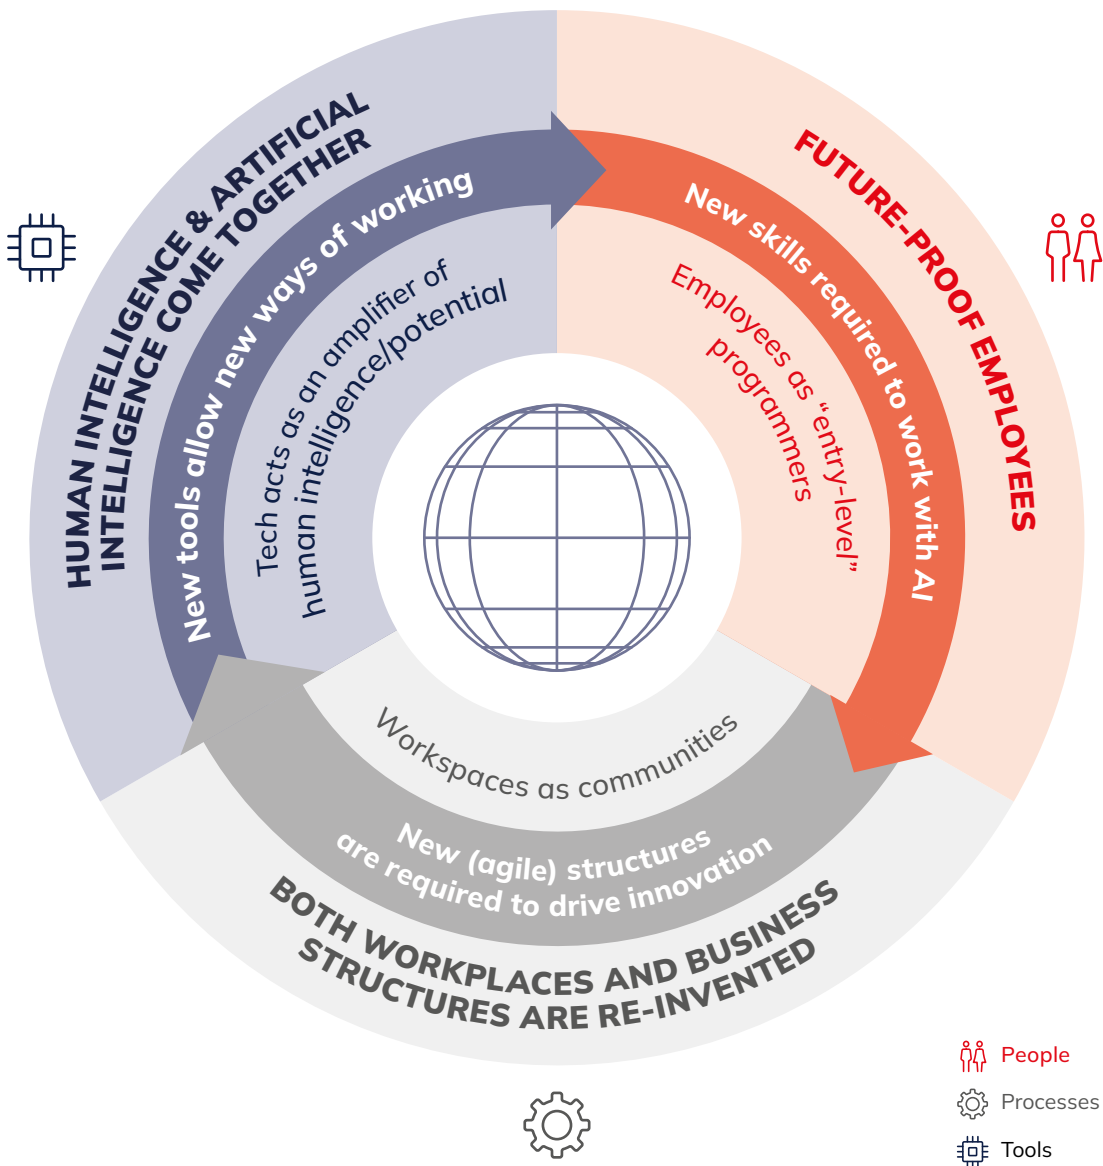 HUMAN INTELLIGENCE & ARTIFICIAL
INTELLIGENCE COME TOGETHER
New tools allow new ways of working
Tech acts as an amplifier of
human intelligence/potential
FUTURE-PROOF EMPLOYEES
New skills required to work with AI
Employees as “entry-level”
programmers
Workspaces as communities
New (agile) structures
are required to drive innovation
BOTH WORKPLACES AND BUSINESS
STRUCTURES ARE RE-INVENTED
People
Processes
Tools